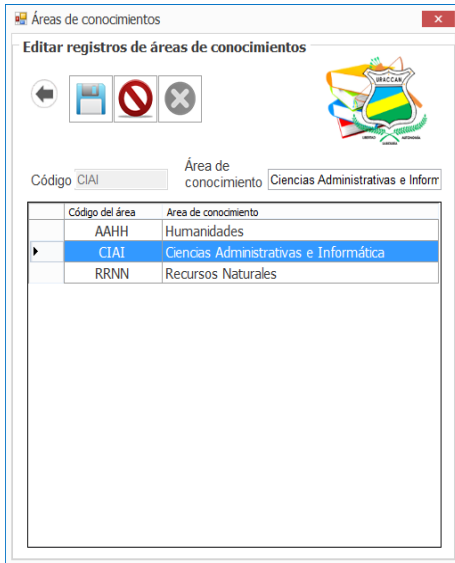 Áreas de conocimientos
Editar registros de áreas de conocimientos
URACCAN
Código CIAI
Área de
conocimiento Ciencias Administrativas e Inform
Código del área Area de conocimiento
AAHH Humanidades
CIAI Ciencias Administrativas e Informática
RRNN Recursos Naturales